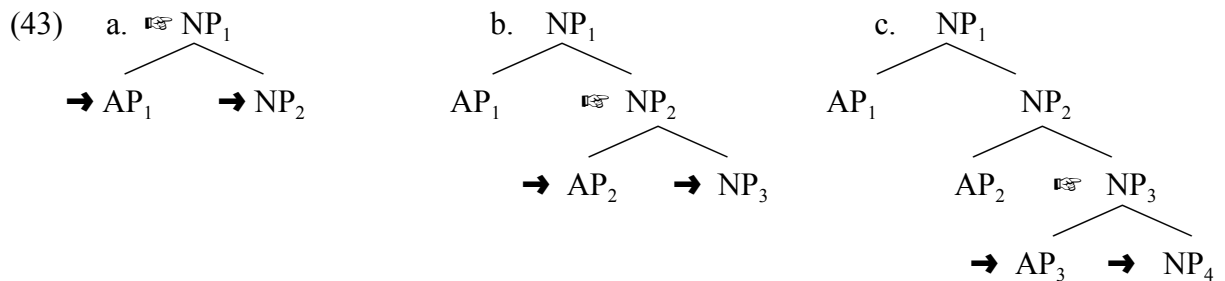 (43) a. ☞ NP₁ b. NP₁ c. NP₁
➞ AP₁ ➞ NP₂ AP₁ ☞ NP₂ AP₁ NP₂
➞ AP₂ ➞ NP₃ AP₂ ☞ NP₃
➞ AP₃ ➞ NP₄